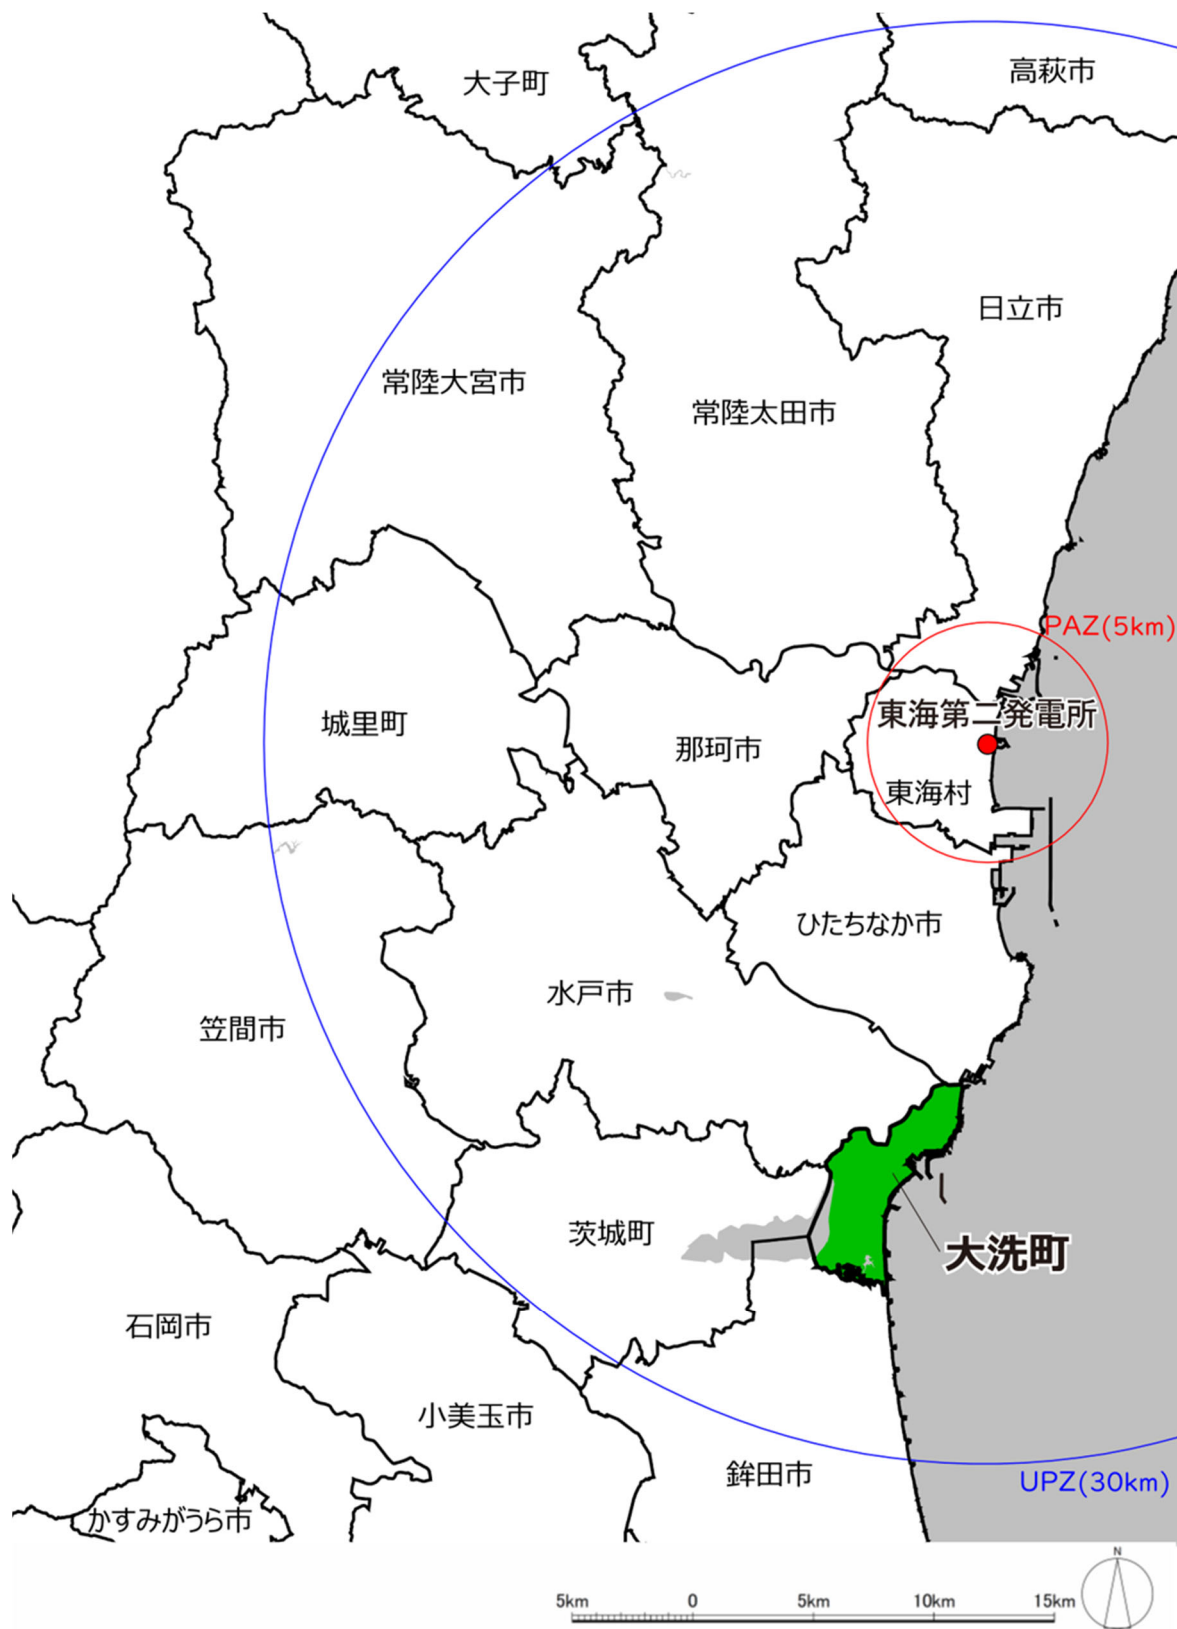 大子町
高萩市
日立市
常陸大宮市
常陸太田市
PAZ(5km)
東海第二発電所
城里町
那珂市
東海村
ひたちなか市
水戸市
笠間市
茨城町
大洗町
石岡市
小美玉市
鉾田市
UPZ(30km)
かすみがうら市
N
5km 0 5km 10km 15km